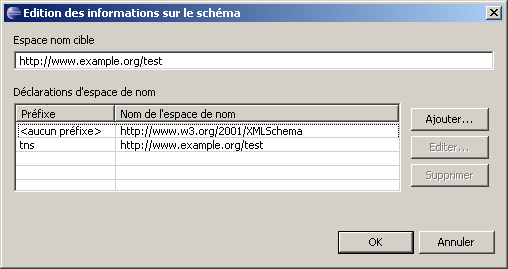 Edition des informations sur le schéma
Espace nom cible
http://www.example.org/test
Déclarations d'espace de nom
Préfixe Nom de l'espace de nom
<aucun préfixe> http://www.w3.org/2001/XMLSchema
tns http://www.example.org/test
Ajouter...
Editer...
Supprimer
OK Annuler